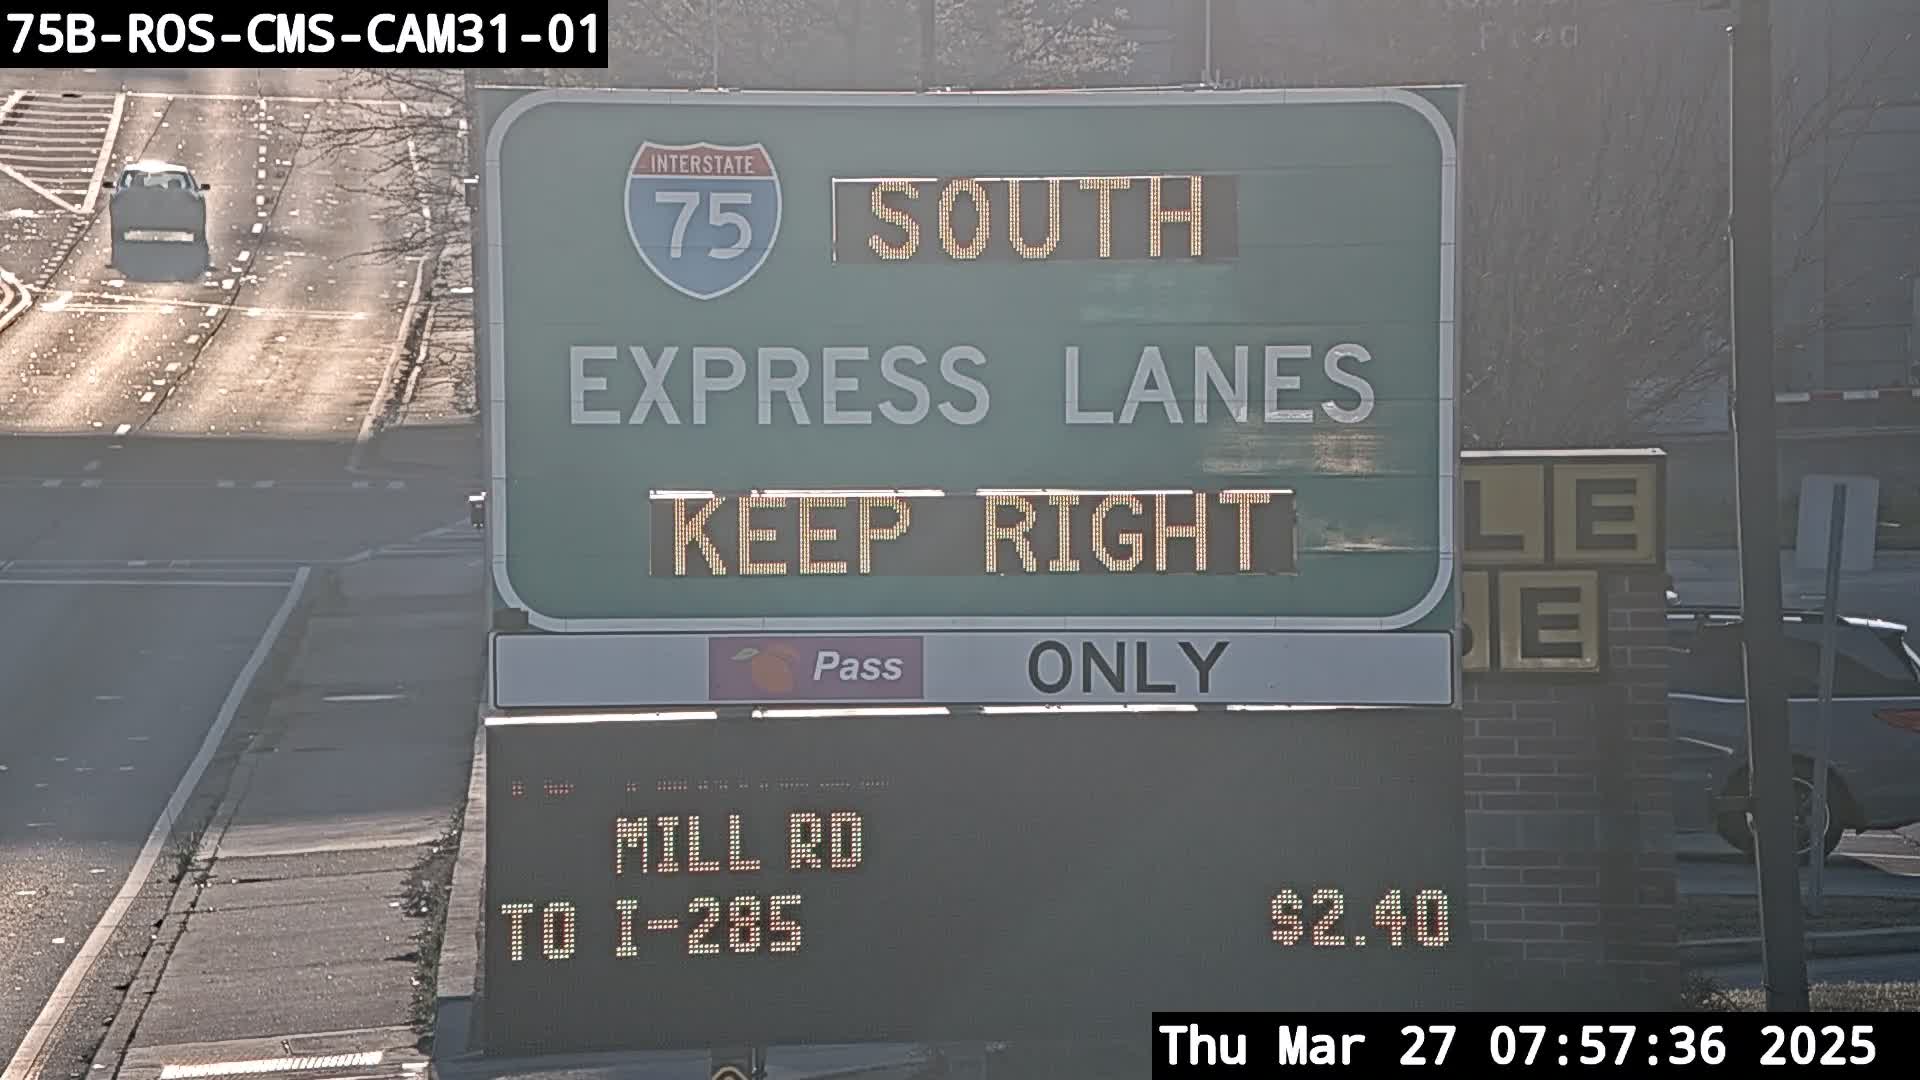 75B-ROS-CMS-CAM31-01
INTERSTATE
75
SOUTH
EXPRESS LANES
KEEP RIGHT
Pass ONLY
MILL RD
TO I-285 $2.40
LE
E
Thu Mar 27 07:57:36 2025